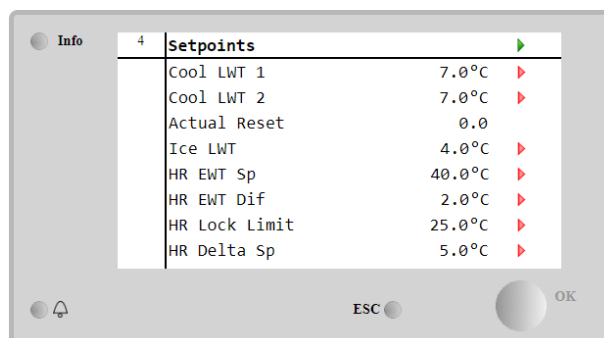 Info
4 Setpoints
Cool LWT 1 7.0°C
Cool LWT 2 7.0°C
Actual Reset 0.0
Ice LWT 4.0°C
HR EWT Sp 40.0°C
HR EWT Dif 2.0°C
HR Lock Limit 25.0°C
HR Delta Sp 5.0°C
ESC OK